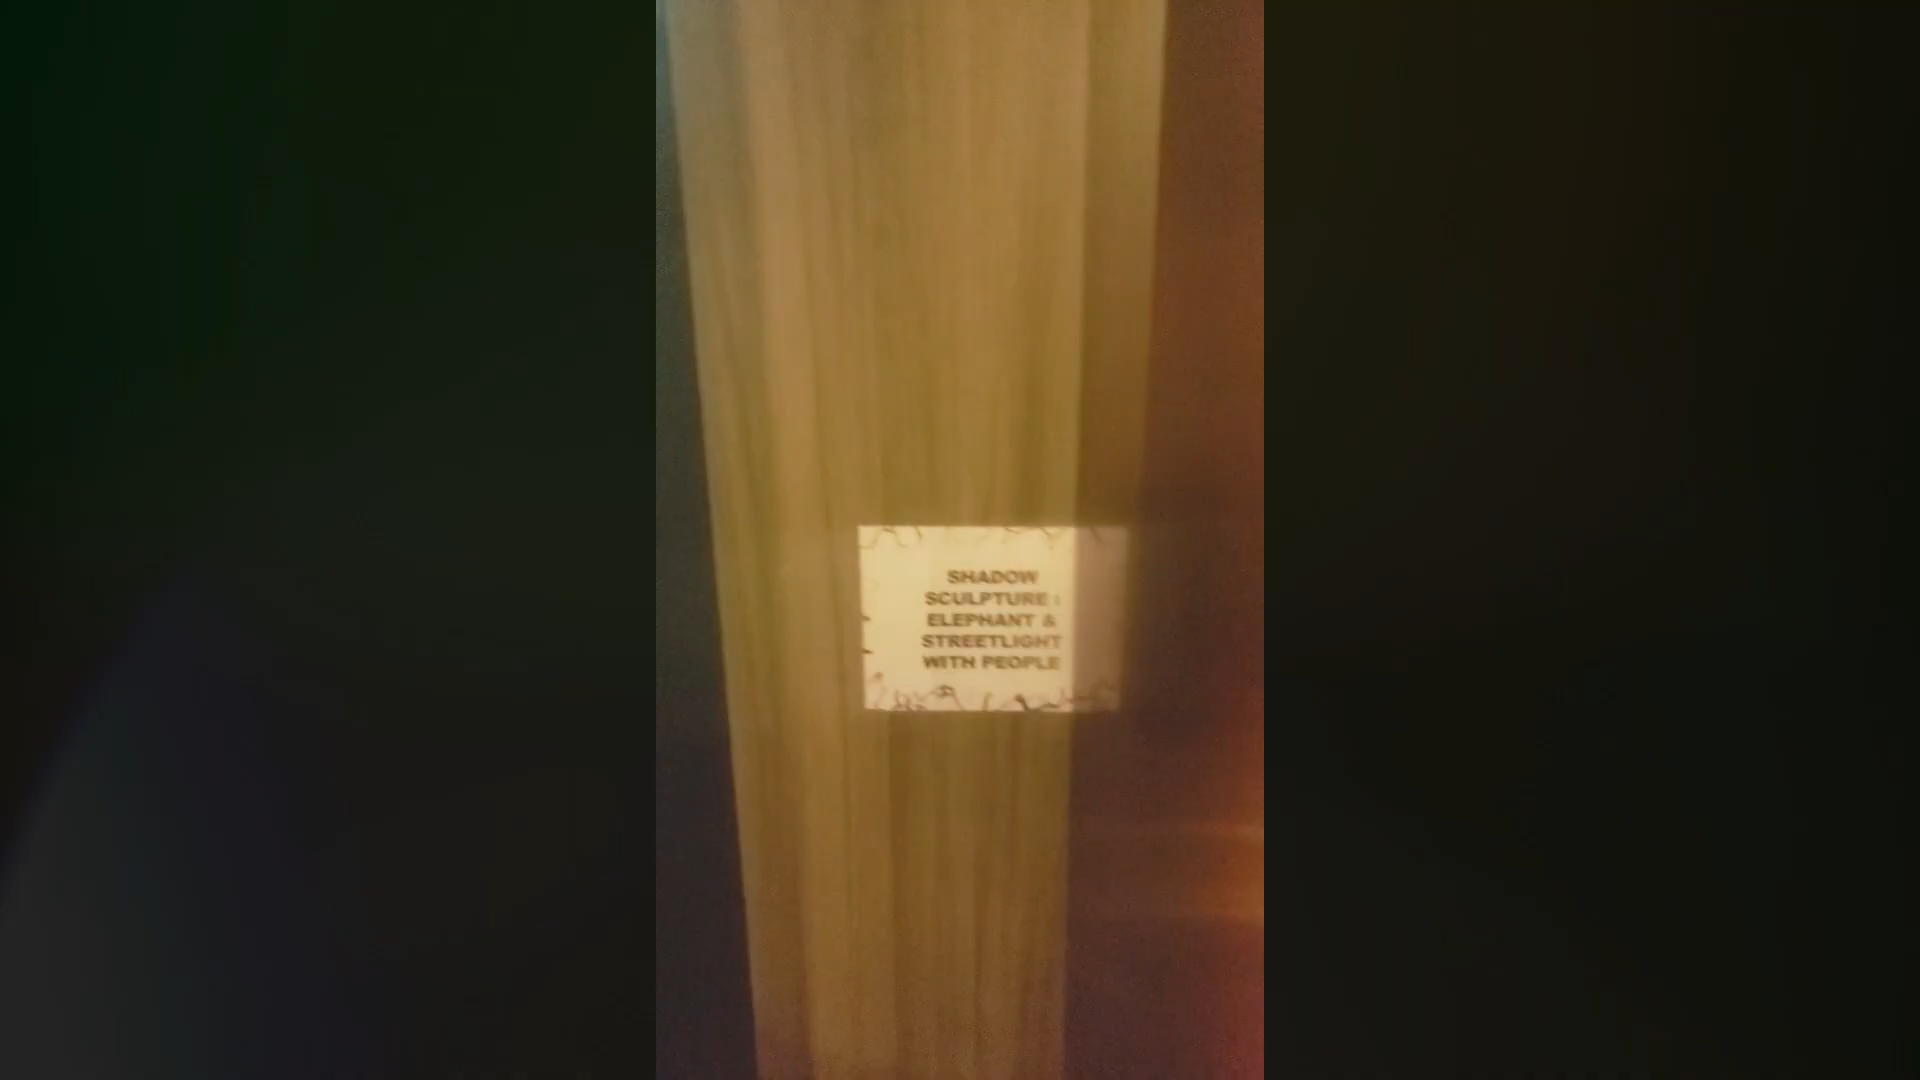 SHADOW
SCULPTURE :
ELEPHANT &
STREETLIGHT
WITH PEOPLE